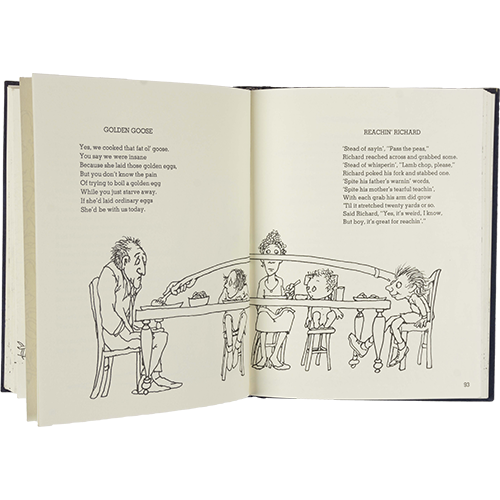 GOLDEN GOOSE
Yes, we cooked that fat ol' goose,
You say we were insane
Because she laid those golden eggs,
But you don't know the pain
Of trying to boil a golden egg
While you just starve away.
If she'd laid ordinary eggs
She'd be with us today.
REACHIN' RICHARD
'Stead of sayin', "Pass the peas,"
Richard reached across and grabbed some.
'Stead of whisperin', "Lamb chop, please,"
Richard poked his fork and stabbed one.
'Spite his father's warnin' words,
'Spite his mother's tearful teachin',
With each grab his arm did grow
'Til it stretched twenty yards or so.
Said Richard, "Yes, it's weird, I know,
But boy, it's great for reachin'."
93